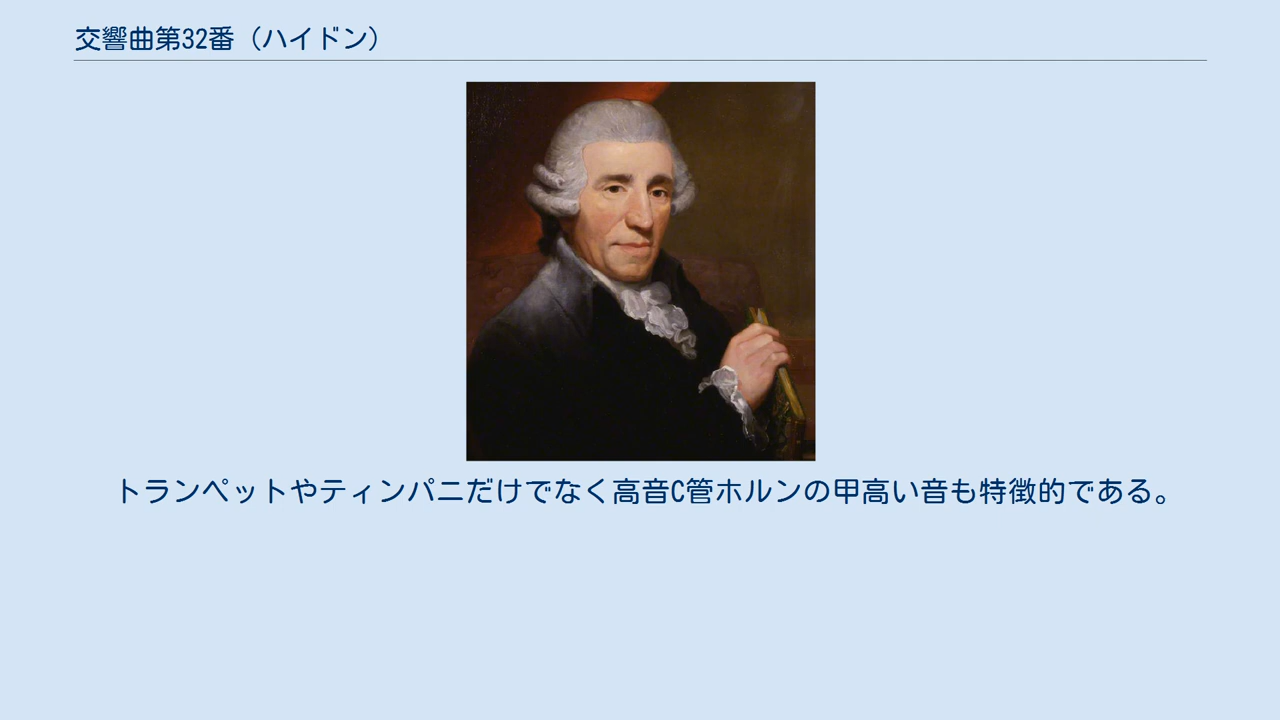 交響曲第32番（ハイドン）
トランペットやティンパニだけでなく高音C管ホルンの甲高い音も特徴的である。